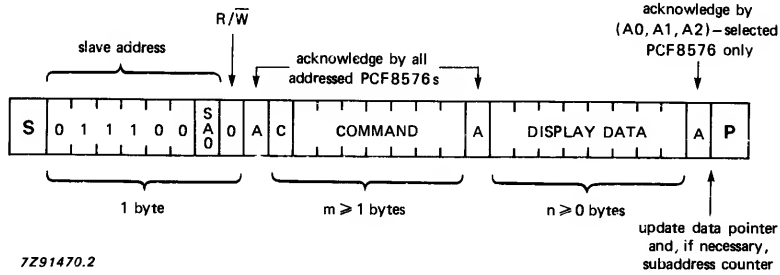 R/W
slave address
acknowledge by all
addressed PCF8576s
acknowledge by
(A0, A1, A2)–selected
PCF8576 only
S 0 1 1 1 0 0 SA0 0 A C COMMAND A DISPLAY DATA A P
1 byte
m ⩾ 1 bytes
n ⩾ 0 bytes
update data pointer
and, if necessary,
subaddress counter
7Z91470.2